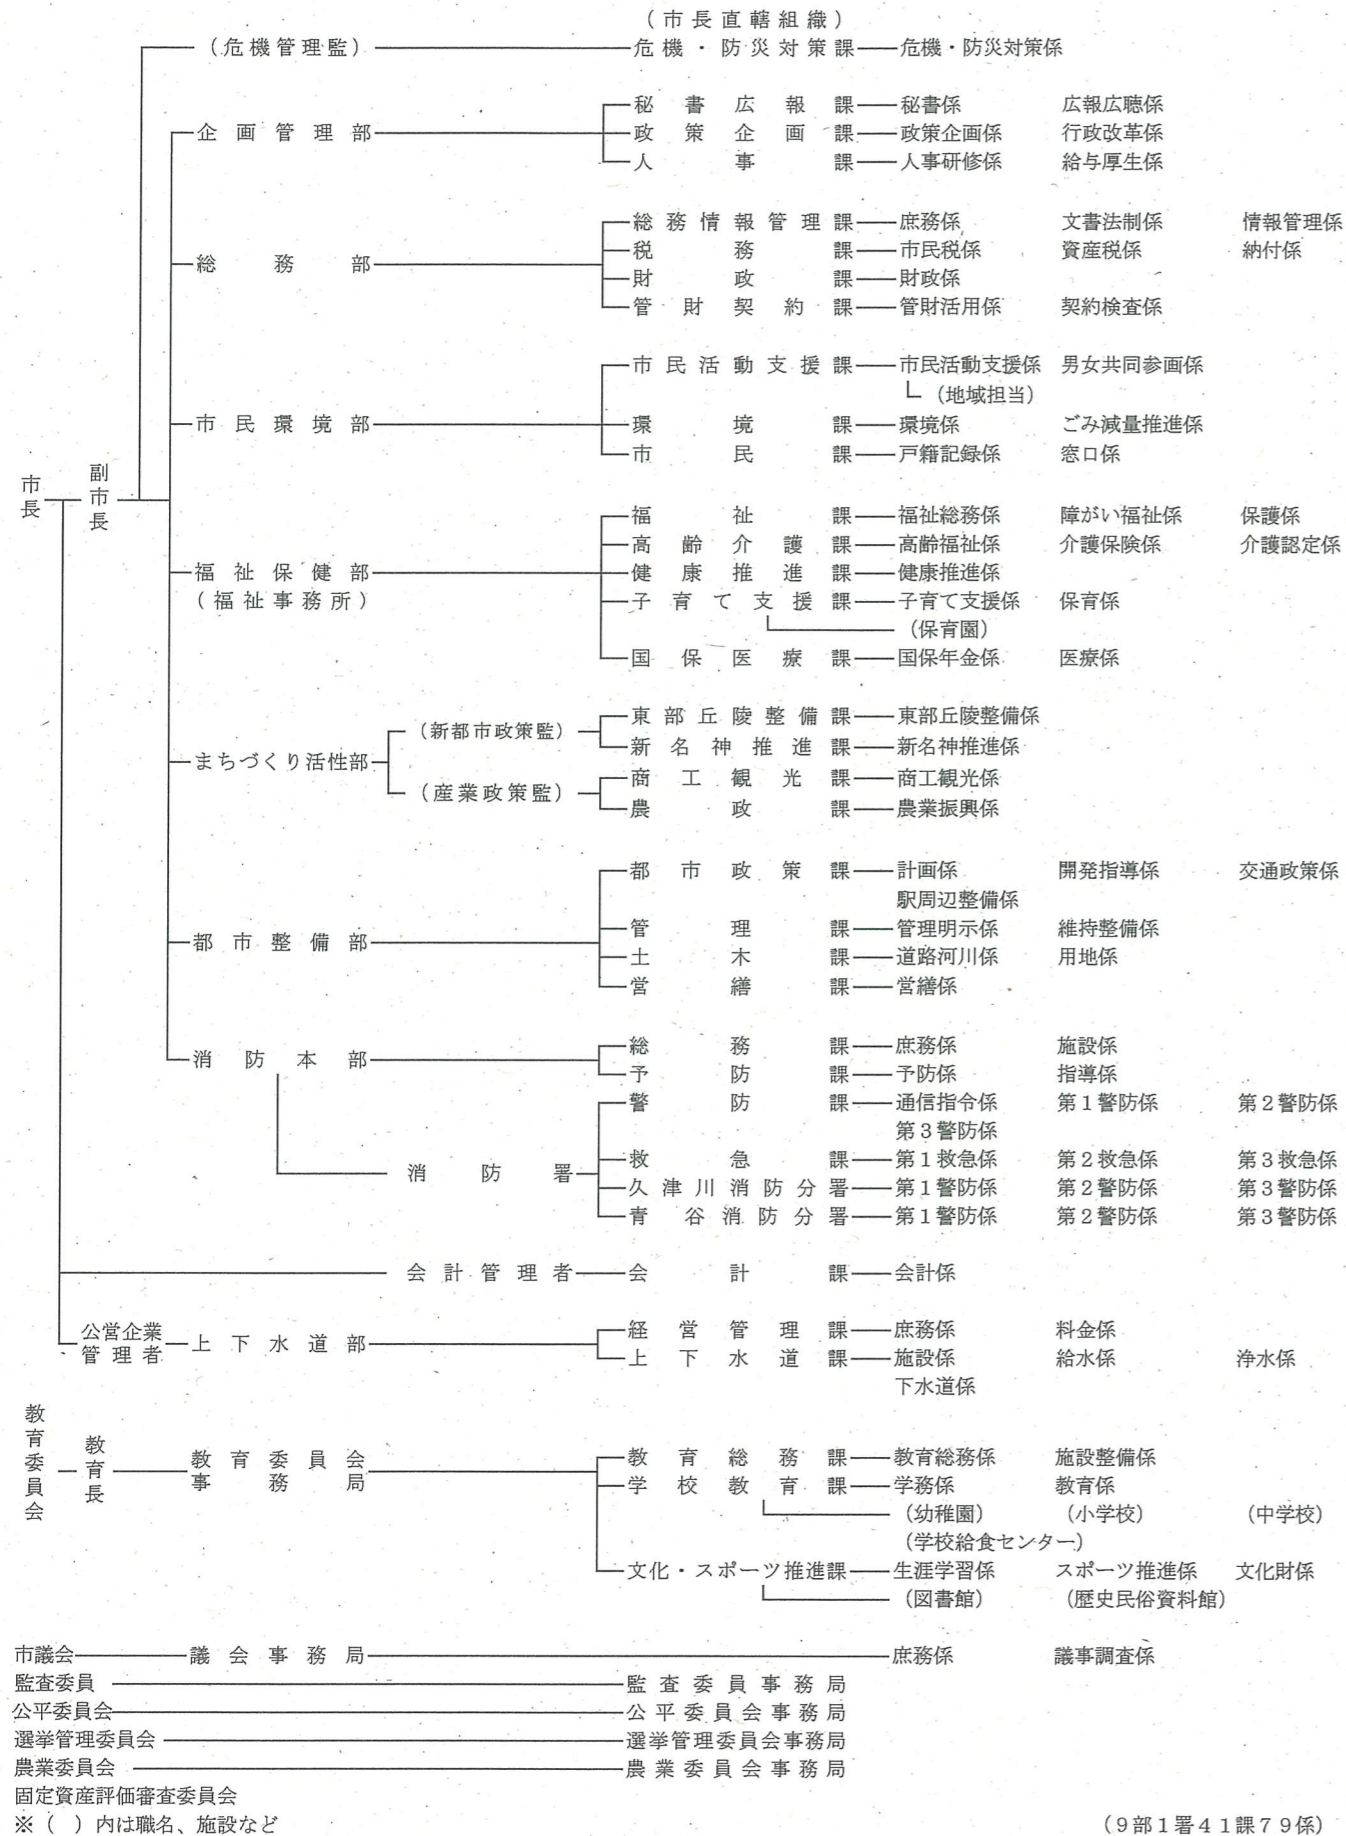 (市長直轄組織)
(危機管理監) 危機・防災対策課 危機・防災対策係
秘書広報課 秘書係 広報広聴係
企画管理部 政策企画課 政策企画係 行政改革係
人事課 人事研修係 給与厚生係
総務情報管理課 庶務係 文書法制係 情報管理係
税務課 市民税係 資産税係 納付係
総務部
財政課 財政係
管財契約課 管財活用係 契約検査係
市民活動支援課 市民活動支援係 男女共同参画係
(地域担当)
市民環境部 環境課 環境係 ごみ減量推進係
市民課 戸籍記録係 窓口係
市長 副市長
福祉課 福祉総務係 障がい福祉係 保護係
高齢介護課 高齢福祉係 介護保険係 介護認定係
福祉保健部 健康推進課 健康推進係
(福祉事務所) 子育て支援課 子育て支援係 保育係
(保育園)
国保医療課 国保年金係 医療係
東部丘陵整備課 東部丘陵整備係
(新都市政策監)
新名神推進課 新名神推進係
まちづくり活性部
商工観光課 商工観光係
(産業政策監)
農政課 農業振興係
都市政策課 計画係 開発指導係 交通政策係
駅周辺整備係
管理課 管理明示係 維持整備係
都市整備部
土木課 道路河川係 用地係
営繕課 営繕係
総務課 庶務係 施設係
消防本部
予防課 予防係 指導係
警防課 通信指令係 第1警防係 第2警防係
第3警防係
消防署 救急課 第1救急係 第2救急係 第3救急係
久津川消防分署 第1警防係 第2警防係 第3警防係
青谷消防分署 第1警防係 第2警防係 第3警防係
会計管理者 会計課 会計係
公営企業 経営管理課 庶務係 料金係
上下水道部
管理者 上下水道課 施設係 給水係 浄水係
下水道係
教育委員会 教育長
教育委員会 教育総務課 教育総務係 施設整備係
事務局 学校教育課 学務係 教育係
(幼稚園) (小学校) (中学校)
(学校給食センター)
文化・スポーツ推進課 生涯学習係 スポーツ推進係 文化財係
(図書館) (歴史民俗資料館)
市議会 議会事務局 庶務係 議事調査係
監査委員 監査委員事務局
公平委員会 公平委員会事務局
選挙管理委員会 選挙管理委員会事務局
農業委員会 農業委員会事務局
固定資産評価審査委員会
※( )内は職名、施設など (9部1署41課79係)